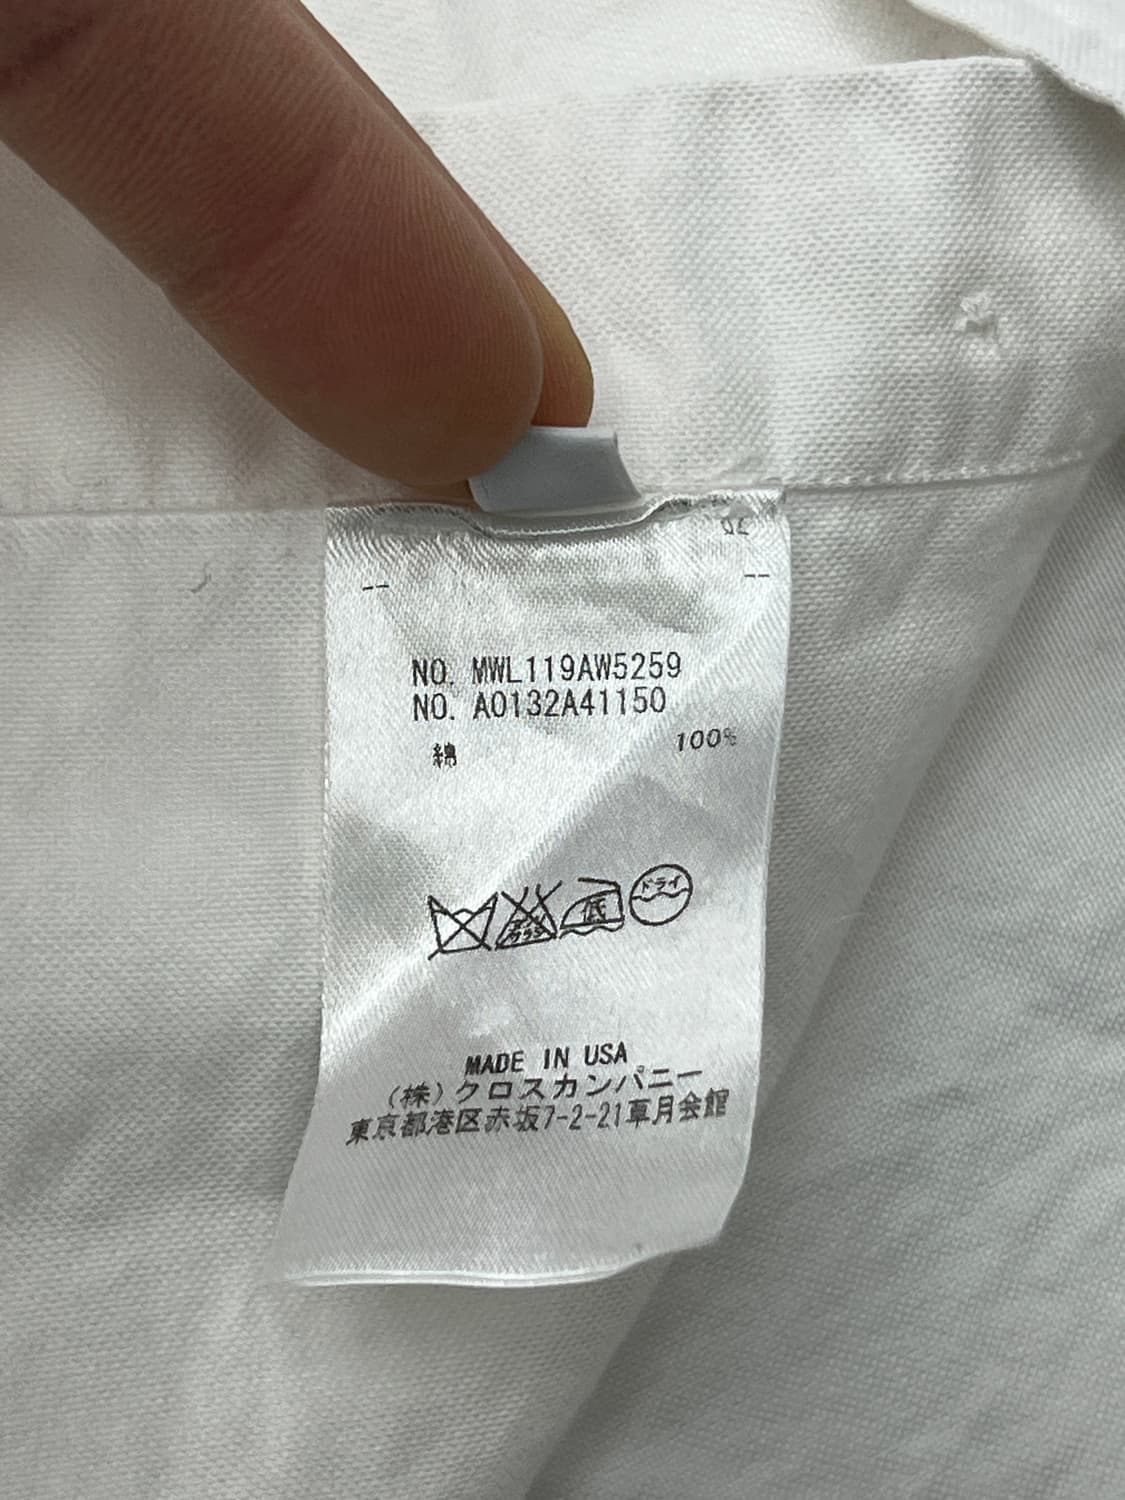 NO. MWL119AW5259
NO. A0132A41150
綿 100%
低 ドライ
MADE IN USA
(株)クロスカンパニー
東京都港区赤坂7-2-21草月会館